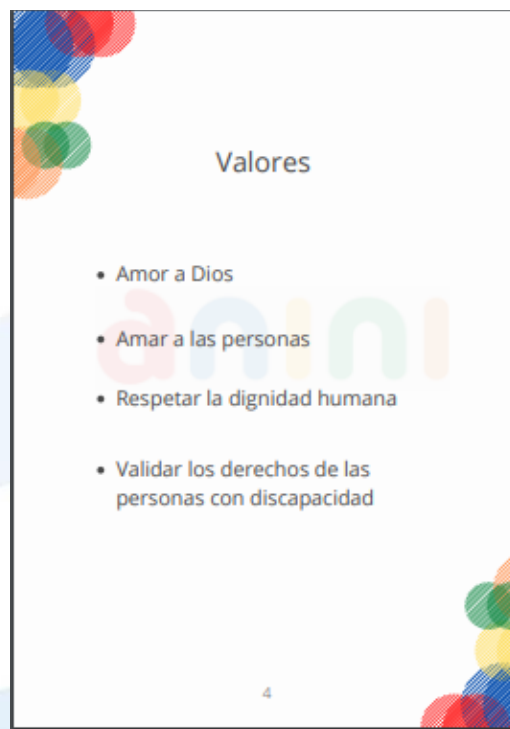 Valores
• Amor a Dios
anini
• Amar a las personas
• Respetar la dignidad humana
• Validar los derechos de las
personas con discapacidad
4